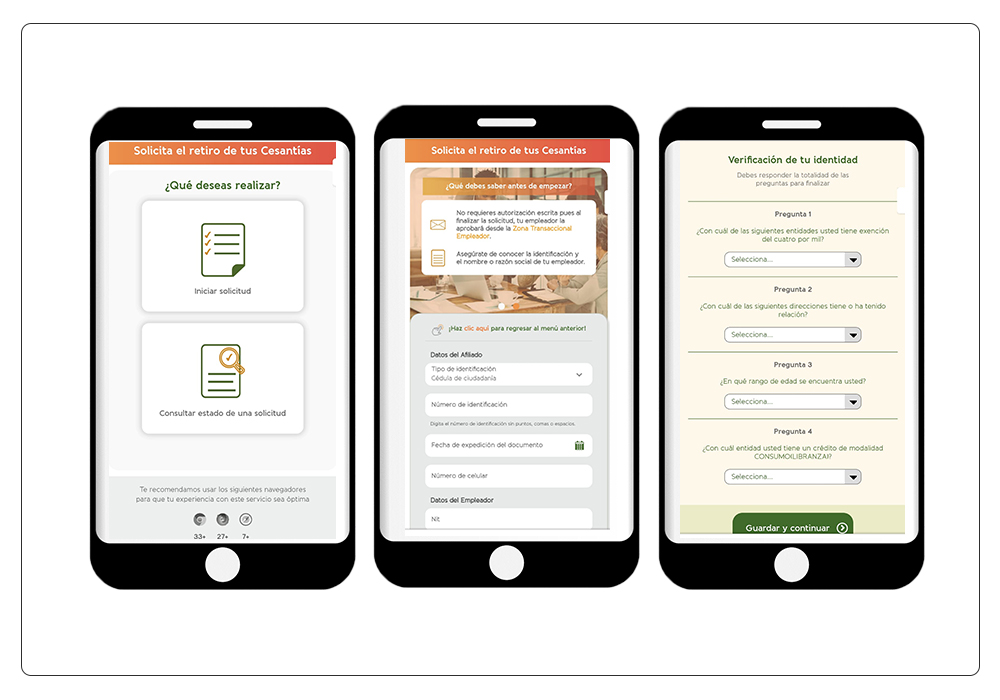 Solicita el retiro de tus Cesantías
¿Qué deseas realizar?
Iniciar solicitud
Consultar estado de una solicitud
Te recomendamos usar los siguientes navegadores
para que tu experiencia con este servicio sea óptima
33+ 27+ 7+
Solicita el retiro de tus Cesantías
¿Qué debes saber antes de empezar?
No requieres autorización escrita pues al
finalizar la solicitud, tu empleador la
aprobará desde la Zona Transaccional
Empleador.
Asegúrate de conocer la identificación y
el nombre o razón social de tu empleador.
¡Haz clic aquí para regresar al menú anterior!
Datos del Afiliado
Tipo de identificación
Cédula de ciudadanía
Número de identificación
Digita el número de identificación sin puntos, comas o espacios.
Fecha de expedición del documento
Número de celular
Datos del Empleador
Nit
Verificación de tu identidad
Debes responder la totalidad de las
preguntas para finalizar
Pregunta 1
¿Con cuál de las siguientes entidades usted tiene exención
del cuatro por mil?
Selecciona...
Pregunta 2
¿Con cuál de las siguientes direcciones tiene o ha tenido
relación?
Selecciona...
Pregunta 3
¿En qué rango de edad se encuentra usted?
Selecciona...
Pregunta 4
¿Con cuál entidad usted tiene un crédito de modalidad
CONSUMO(LIBRANZA)?
Selecciona...
Guardar y continuar